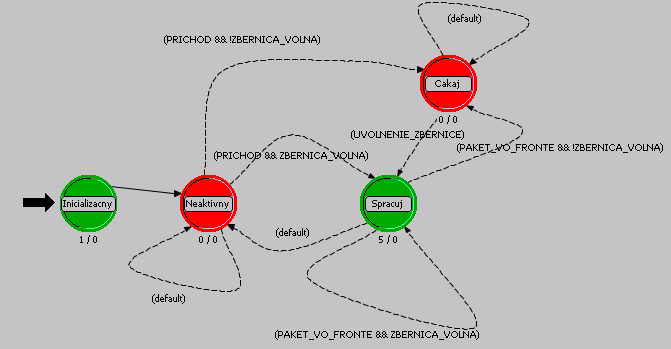 (default)
(PRICHOD && !ZBERNICA_VOLNA)
Cakaj
0 / 0
(UVOLNENIE_ZBERNICE)
(PAKET_VO_FRONTE && !ZBERNICA_VOLNA)
(PRICHOD && ZBERNICA_VOLNA)
Inicializacny
Neaktivny
Spracuj
1 / 0
0 / 0
(default)
5 / 0
(default)
(PAKET_VO_FRONTE && ZBERNICA_VOLNA)